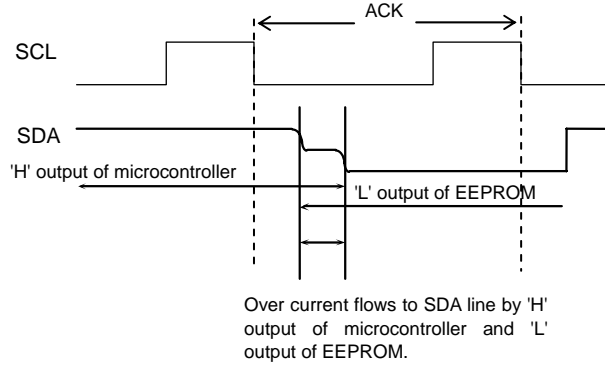 ACK
SCL
SDA
'H' output of microcontroller
'L' output of EEPROM
Over current flows to SDA line by 'H'
output of microcontroller and 'L'
output of EEPROM.